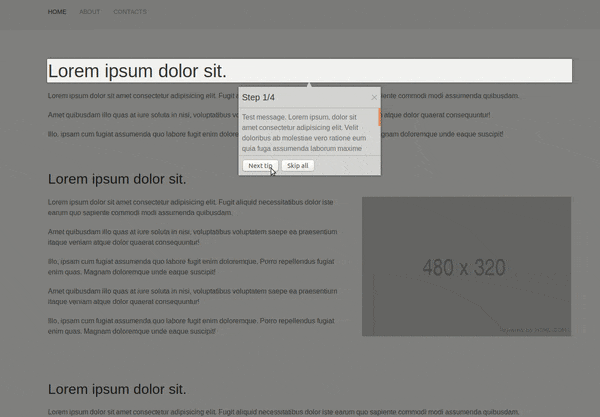 HOME ABOUT CONTACTS
Lorem ipsum dolor sit.
Lorem ipsum dolor sit amet consectetur adipisicing elit. Fugit sapiente commodi modi assumenda quibusdam.
Step 1/4 ×
Test message. Lorem, ipsum, dolor sit
amet consectetur adipisicing elit. Velit
doloribus ab molestiae vero ratione eum
quia fuga assumenda laborum maxime
Next tip Skip all
Amet quibusdam illo quas at iure soluta in nisi, voluptatibus atque dolor quaerat consequuntur!
Illo, ipsam cum fugiat assumenda quo labore fugit enim doloremque. Magnam doloremque unde eaque suscipit!
Lorem ipsum dolor sit.
Lorem ipsum dolor sit amet consectetur adipisicing elit. Fugit aliquid necessitatibus dolor iste
earum quo sapiente commodi modi assumenda quibusdam.
Amet quibusdam illo quas at iure soluta in nisi, voluptatibus voluptatem saepe ea praesentium
itaque veniam atque dolor quaerat consequuntur!
Illo, ipsam cum fugiat assumenda quo labore fugit enim doloremque. Porro repellendus fugiat
enim quas. Magnam doloremque unde eaque suscipit!
Amet quibusdam illo quas at iure soluta in nisi, voluptatibus voluptatem saepe ea praesentium
itaque veniam atque dolor quaerat consequuntur!
Illo, ipsam cum fugiat assumenda quo labore fugit enim doloremque. Porro repellendus fugiat
enim quas. Magnam doloremque unde eaque suscipit!
480 x 320
Lorem ipsum dolor sit.
Lorem ipsum dolor sit amet consectetur adipisicing elit. Fugit aliquid necessitatibus dolor iste earum quo sapiente commodi modi assumenda quibusdam.